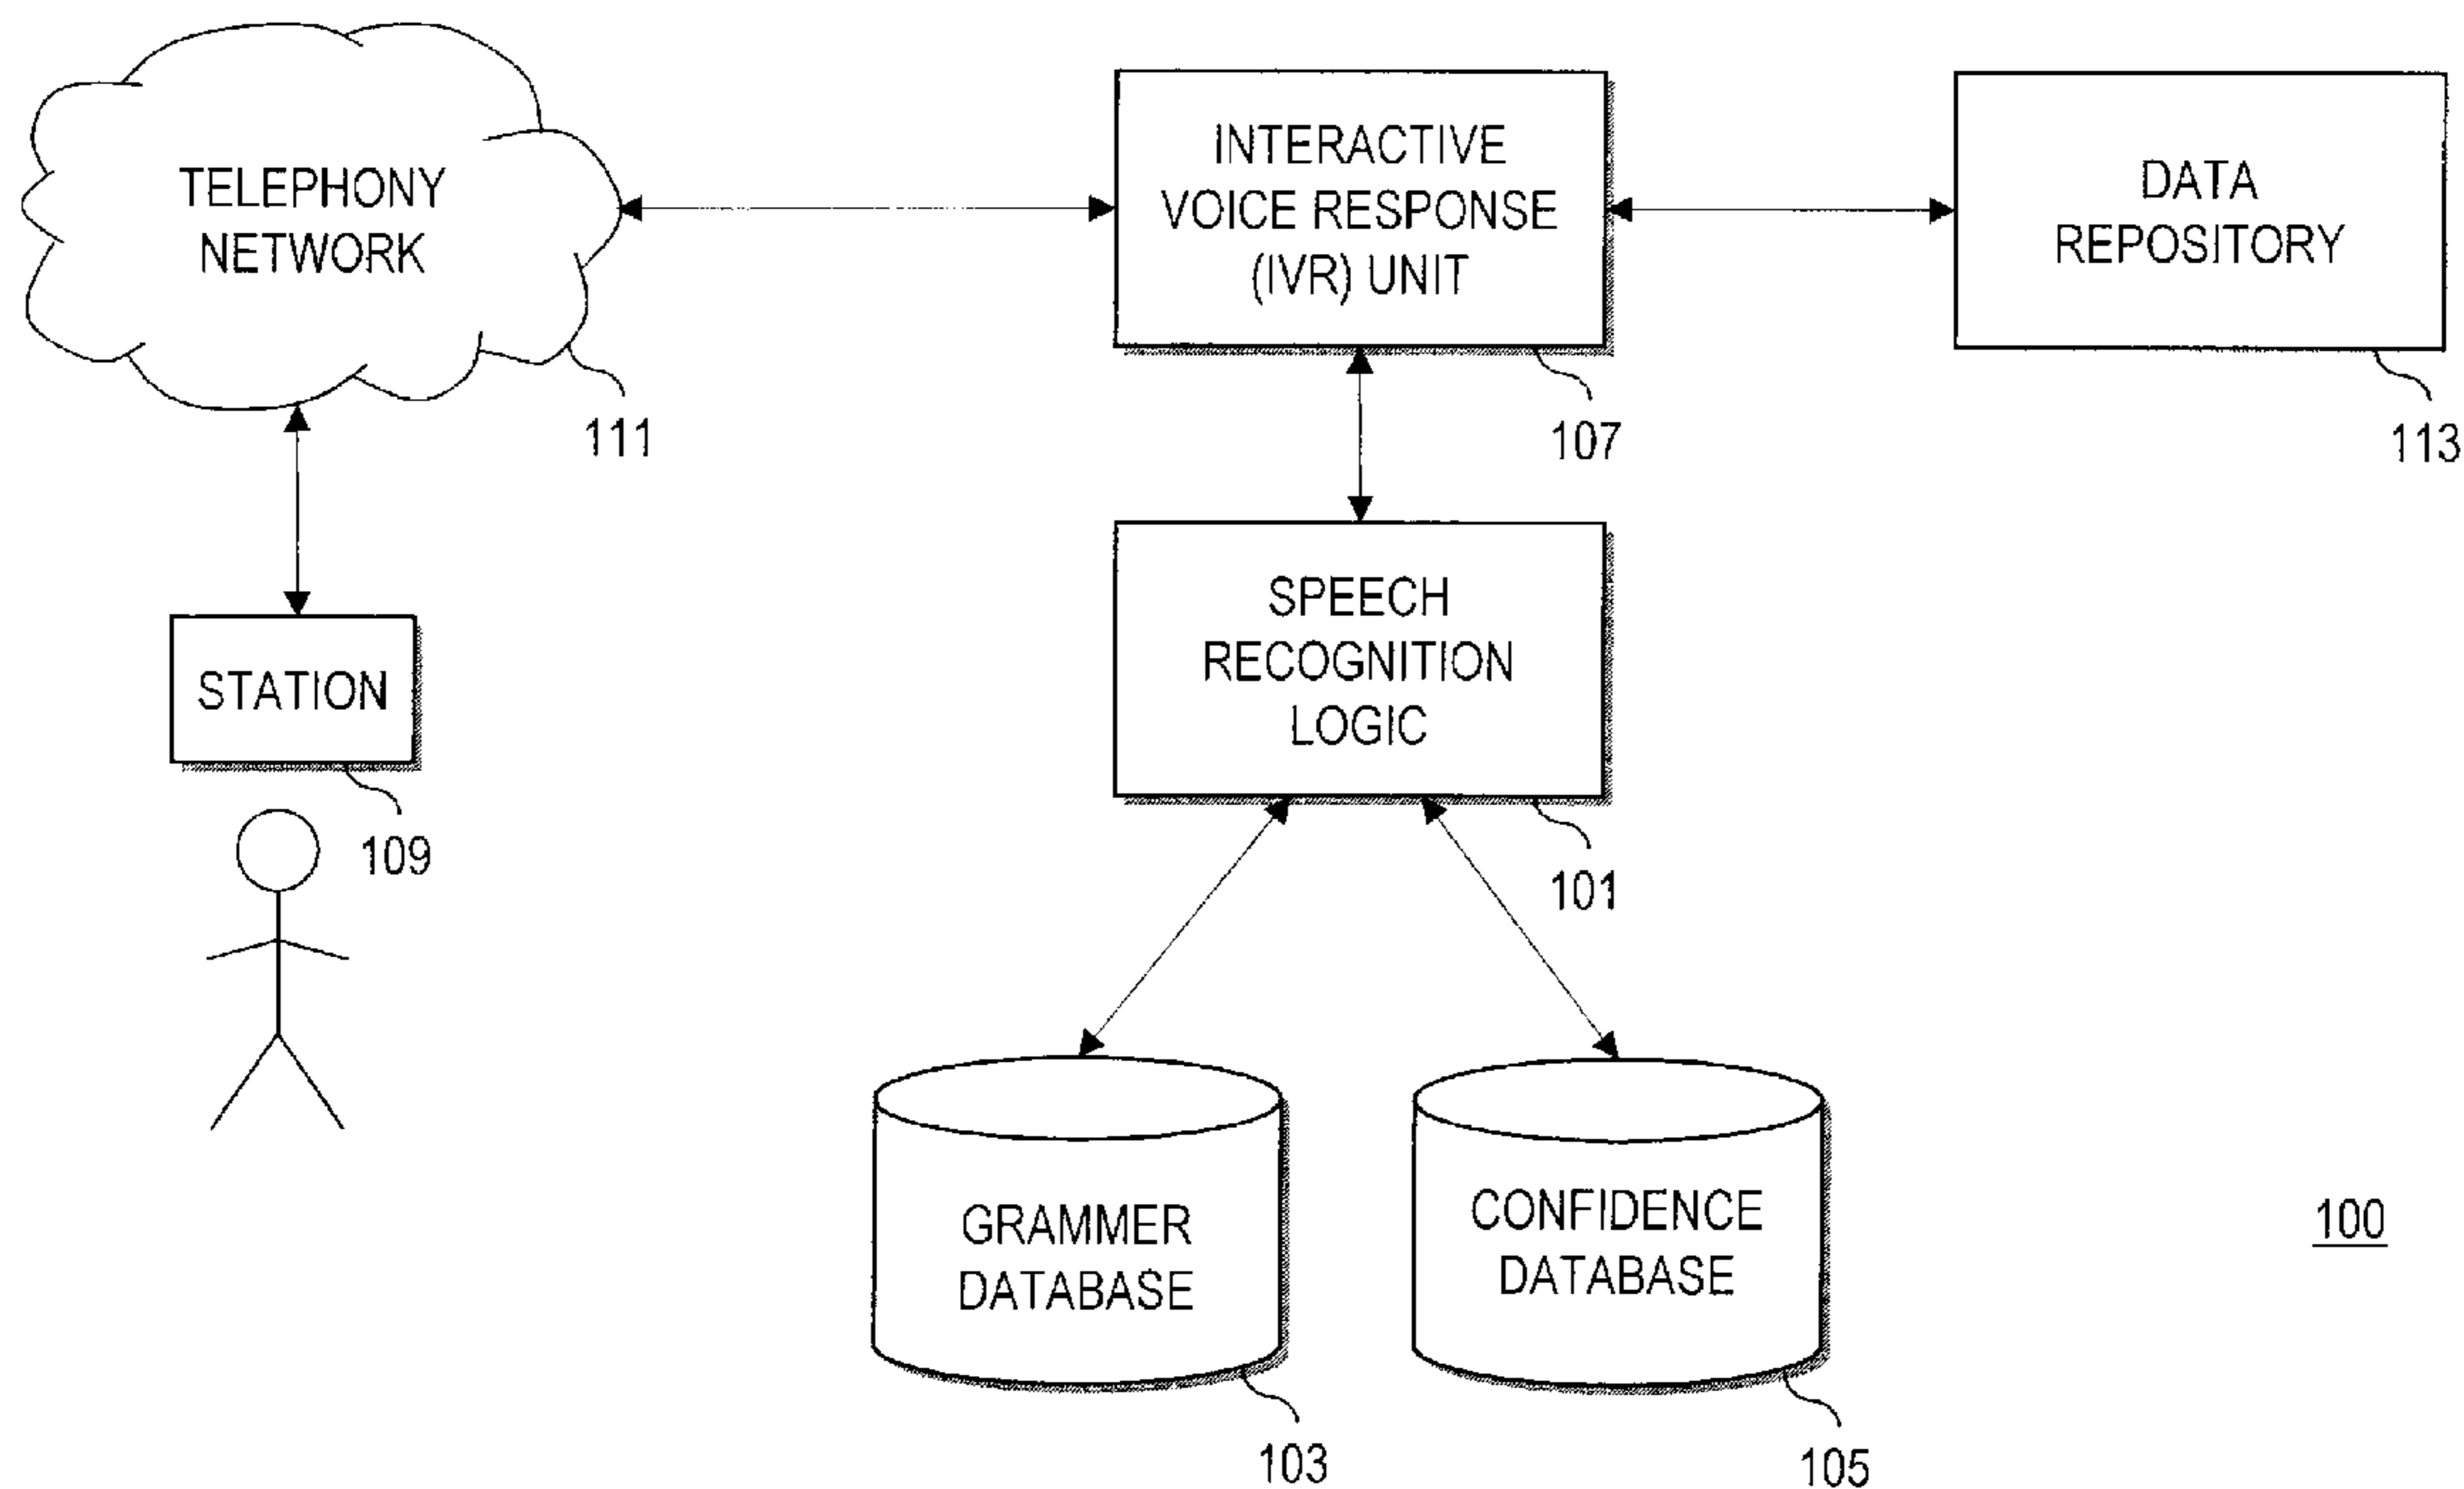 TELEPHONY
NETWORK
111
INTERACTIVE
VOICE RESPONSE
(IVR) UNIT
107
DATA
REPOSITORY
113
STATION
109
SPEECH
RECOGNITION
LOGIC
101
GRAMMER
DATABASE
103
CONFIDENCE
DATABASE
105
100